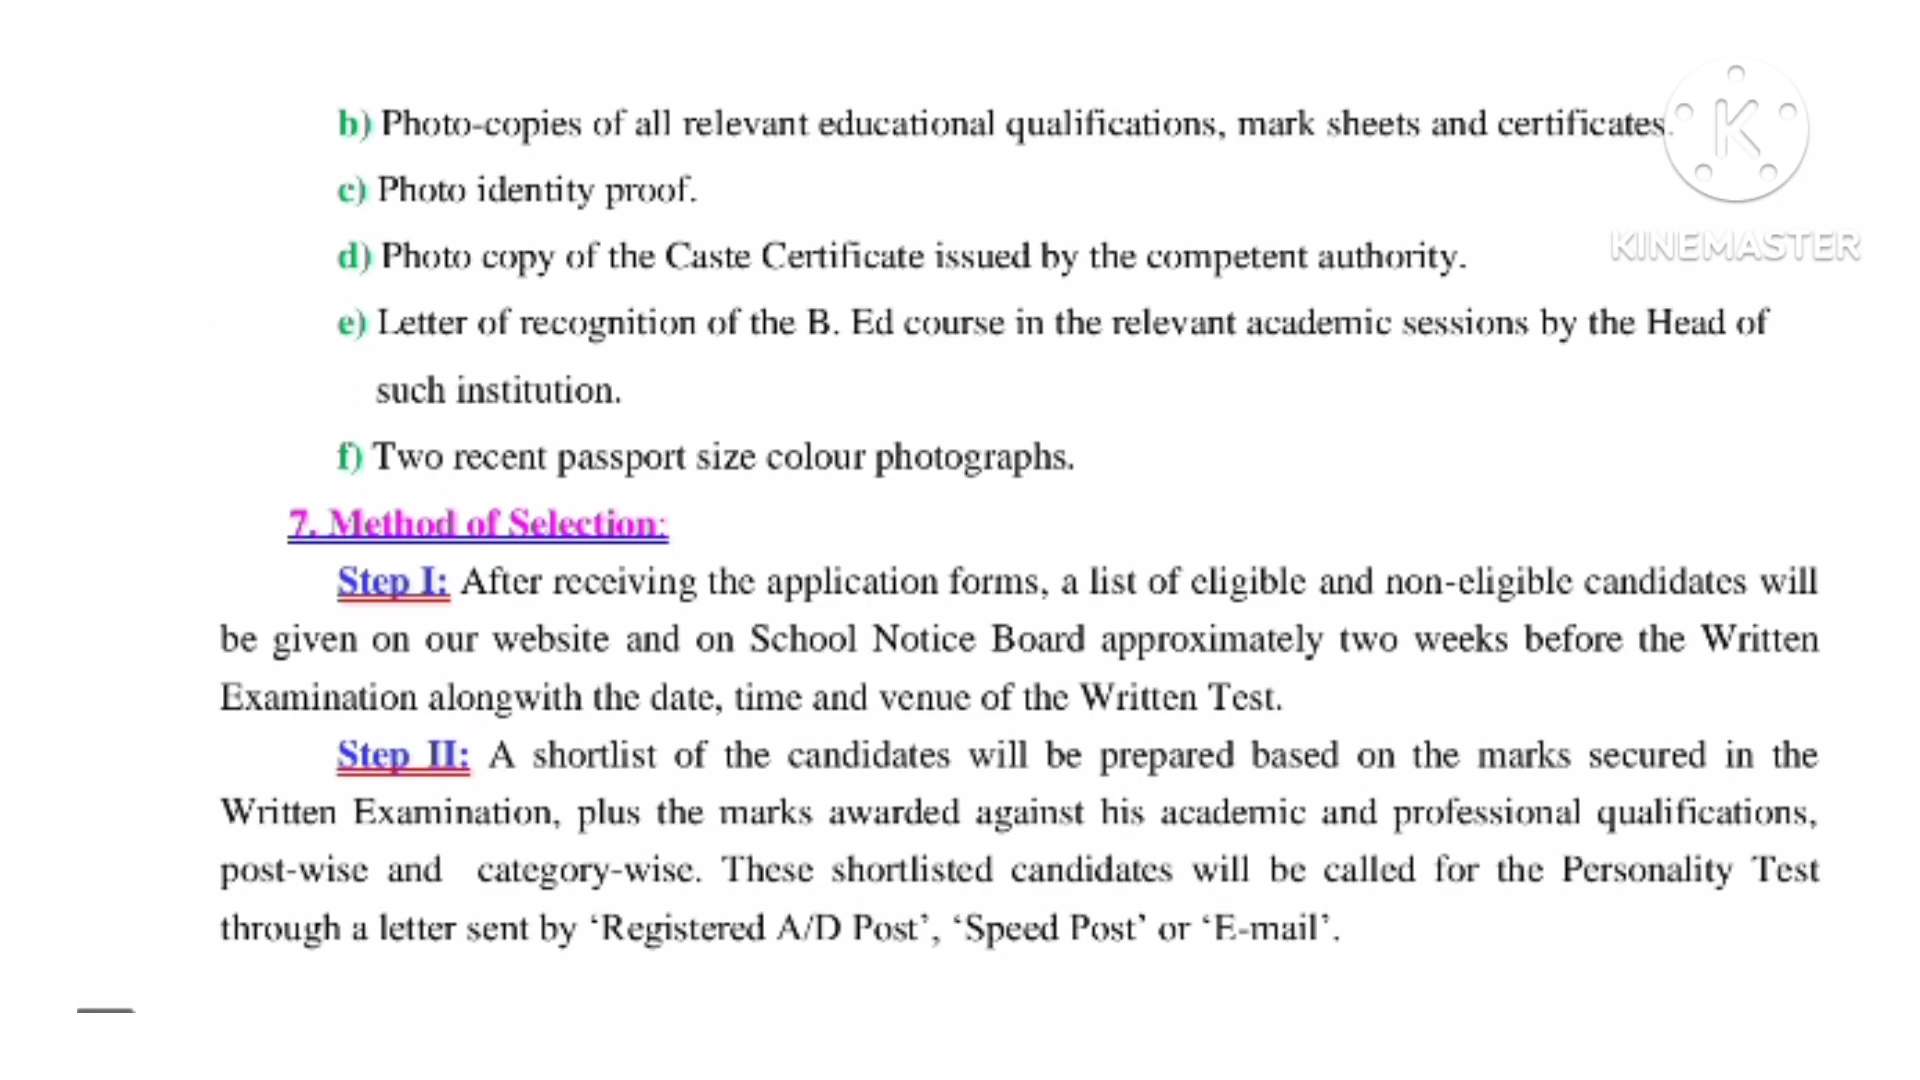 b) Photo-copies of all relevant educational qualifications, mark sheets and certificates.
c) Photo identity proof.
d) Photo copy of the Caste Certificate issued by the competent authority.
e) Letter of recognition of the B. Ed course in the relevant academic sessions by the Head of
such institution.
f) Two recent passport size colour photographs.
7. Method of Selection:
Step I: After receiving the application forms, a list of eligible and non-eligible candidates will
be given on our website and on School Notice Board approximately two weeks before the Written
Examination alongwith the date, time and venue of the Written Test.
Step II: A shortlist of the candidates will be prepared based on the marks secured in the
Written Examination, plus the marks awarded against his academic and professional qualifications,
post-wise and category-wise. These shortlisted candidates will be called for the Personality Test
through a letter sent by ‘Registered A/D Post’, ‘Speed Post’ or ‘E-mail’.
K
KINEMASTER